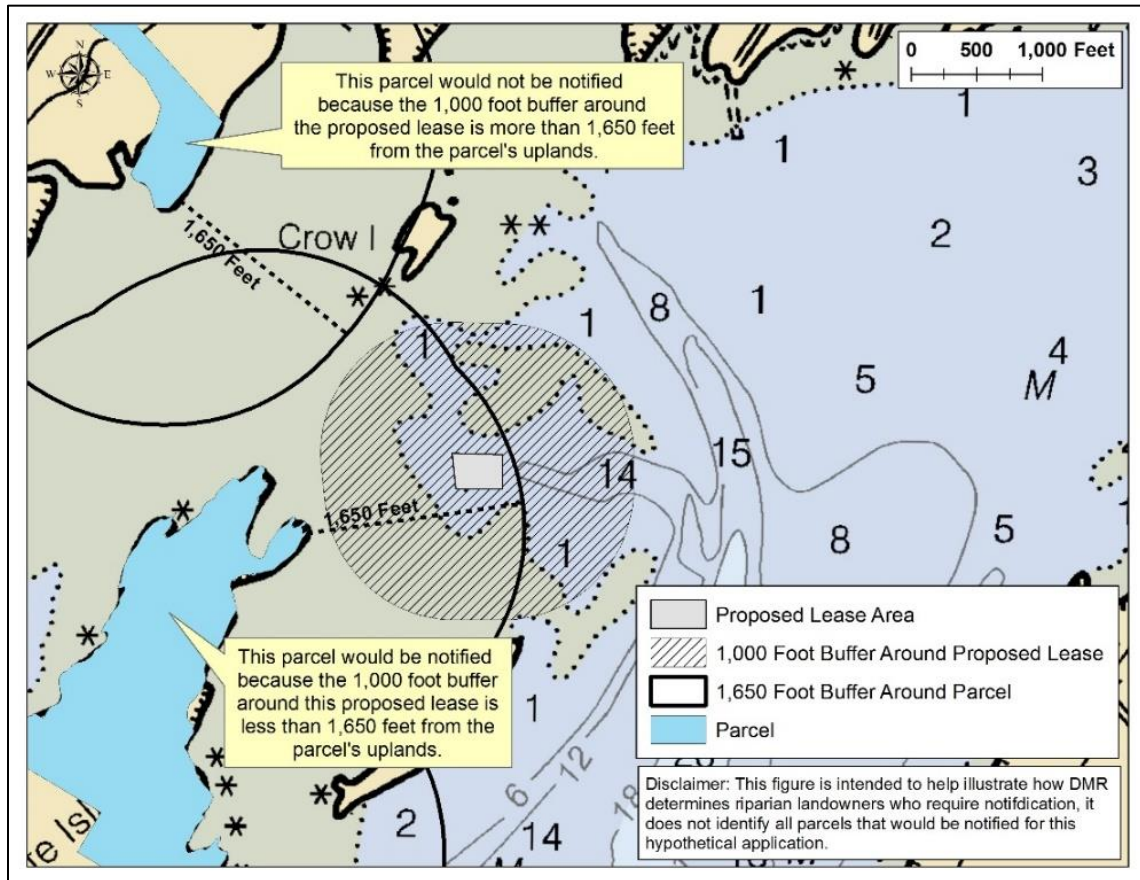 N
W E
S
0 500 1,000 Feet
This parcel would not be notified
because the 1,000 foot buffer around
the proposed lease is more than 1,650 feet
from the parcel's uplands.
1
1
3
2
Crow I
1,650 Feet
8
1
1
1
4
5
M
15
14
1,650 Feet
1
8
5
This parcel would be notified
because the 1,000 foot buffer
around this proposed lease is
less than 1,650 feet from the
parcel's uplands.
1
6
12
18
2
14
re Isl
Proposed Lease Area
1,000 Foot Buffer Around Proposed Lease
1,650 Foot Buffer Around Parcel
Parcel
Disclaimer: This figure is intended to help illustrate how DMR
determines riparian landowners who require notifdication, it
does not identify all parcels that would be notified for this
hypothetical application.